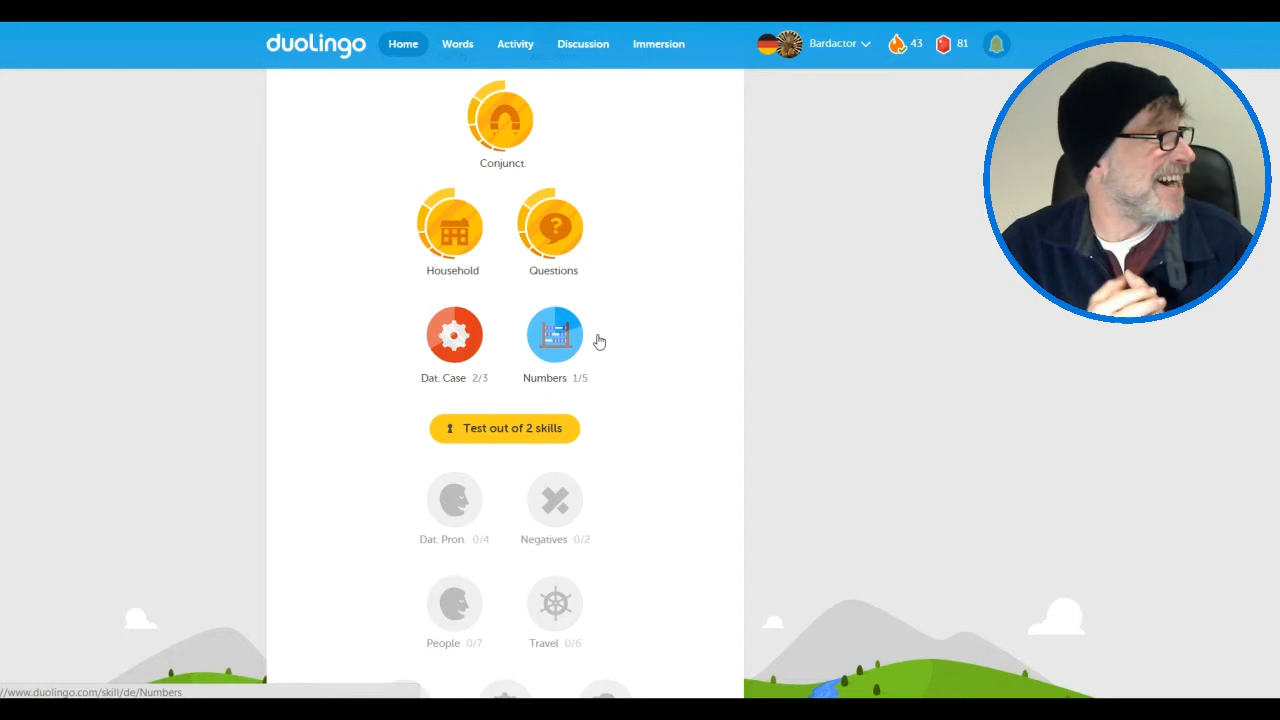 duolingo Home Words Activity Discussion Immersion Bardactor 43 81
Conjunct.
Household Questions
?
Dat. Case 2/3 Numbers 1/5
Test out of 2 skills
Dat. Pron. 0/4 Negatives 0/2
People 0/7 Travel 0/6
//www.duolingo.com/skill/de/Numbers